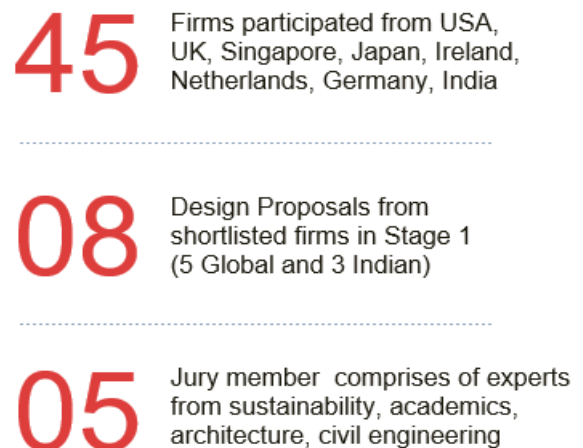 45
Firms participated from USA,
UK, Singapore, Japan, Ireland,
Netherlands, Germany, India
08
Design Proposals from
shortlisted firms in Stage 1
(5 Global and 3 Indian)
05
Jury member  comprises of experts
from sustainability, academics,
architecture, civil engineering